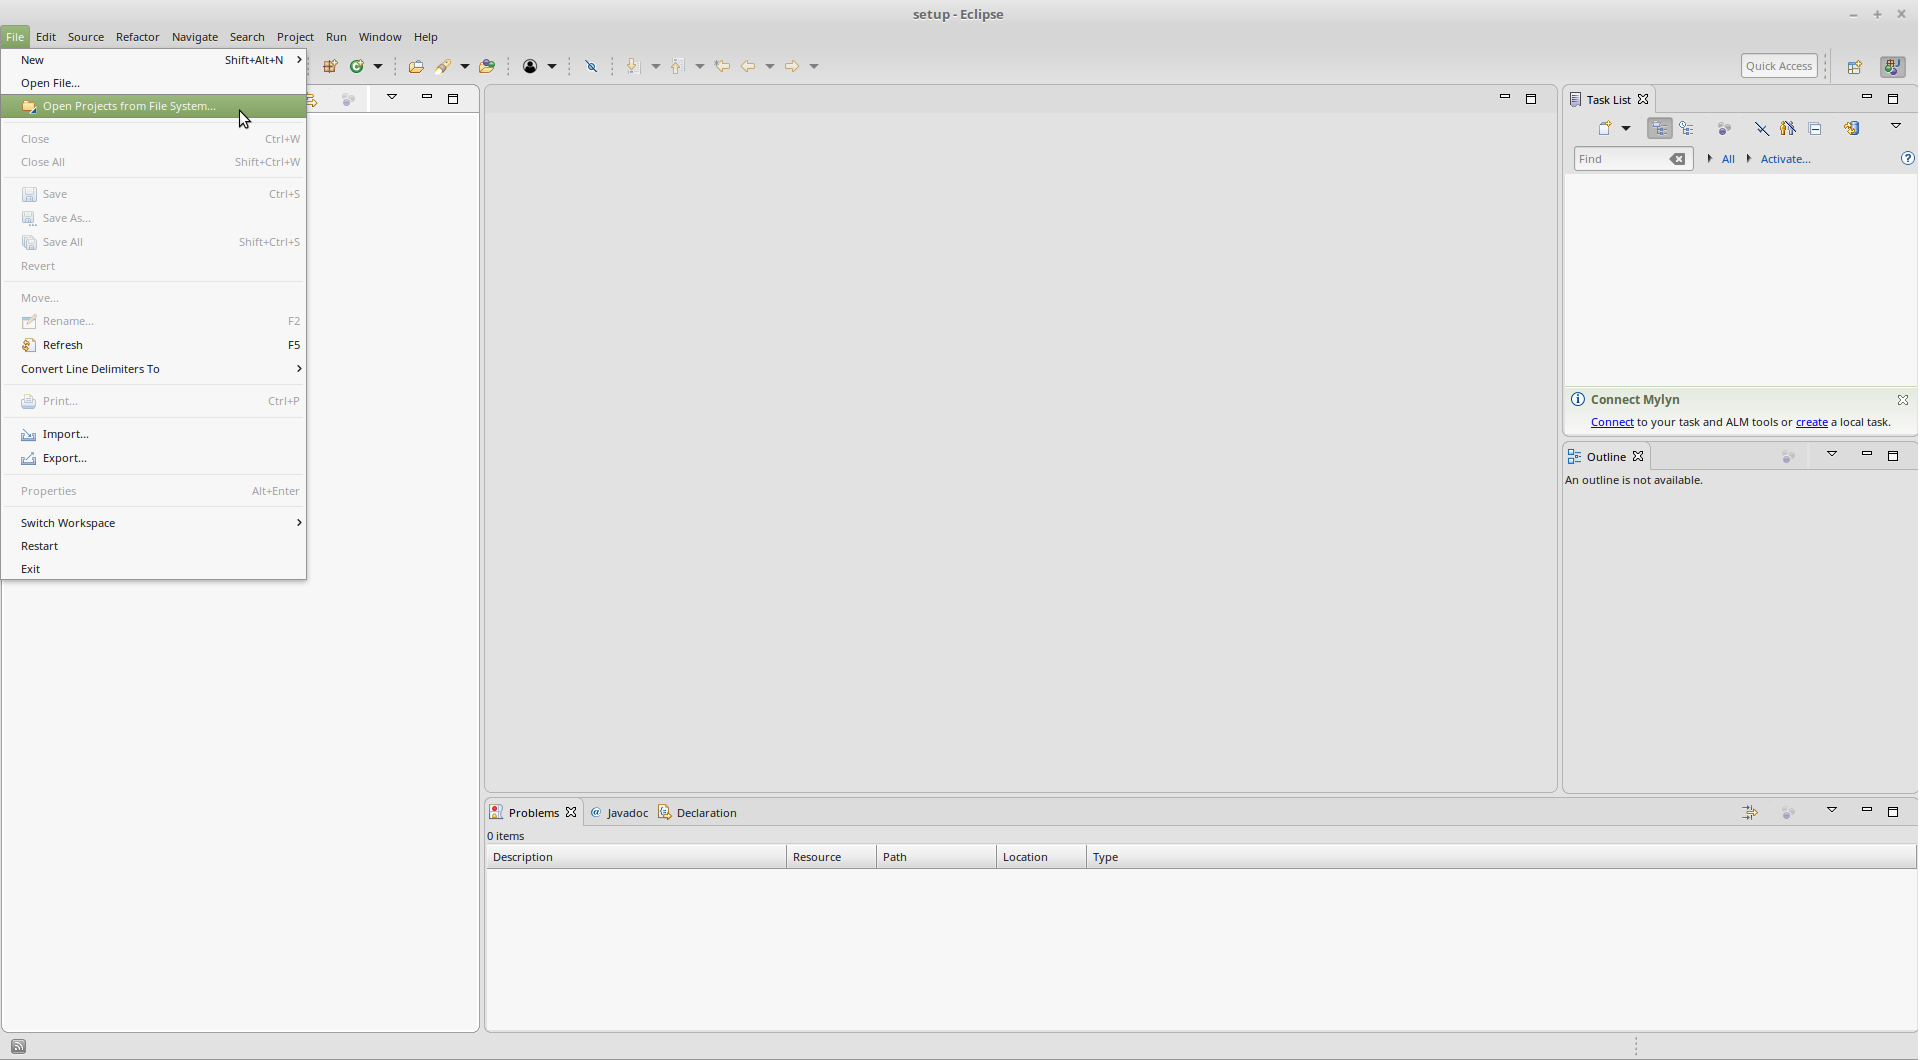 setup - Eclipse
File Edit Source Refactor Navigate Search Project Run Window Help
New Shift+Alt+N
Open File...
Open Projects from File System...
Close Ctrl+W
Close All Shift+Ctrl+W
Save Ctrl+S
Save As...
Save All Shift+Ctrl+S
Revert
Move...
Rename... F2
Refresh F5
Convert Line Delimiters To
Print... Ctrl+P
Import...
Export...
Properties Alt+Enter
Switch Workspace
Restart
Exit
Quick Access
Task List
Find All Activate...
Connect Mylyn
Connect to your task and ALM tools or create a local task.
Outline
An outline is not available.
Problems @ Javadoc Declaration
0 items
Description Resource Path Location Type